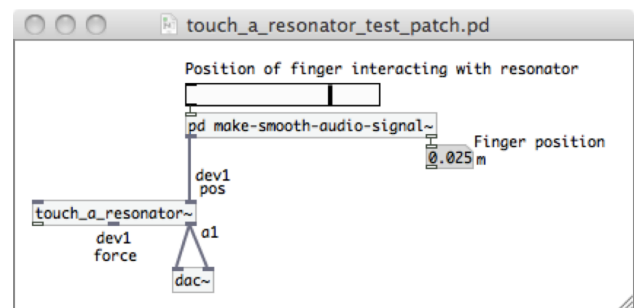 touch_a_resonator_test_patch.pd
Position of finger interacting with resonator
pd make-smooth-audio-signal~
Finger position
0.025 m
dev1
pos
touch_a_resonator~
dev1
force
a1
dac~